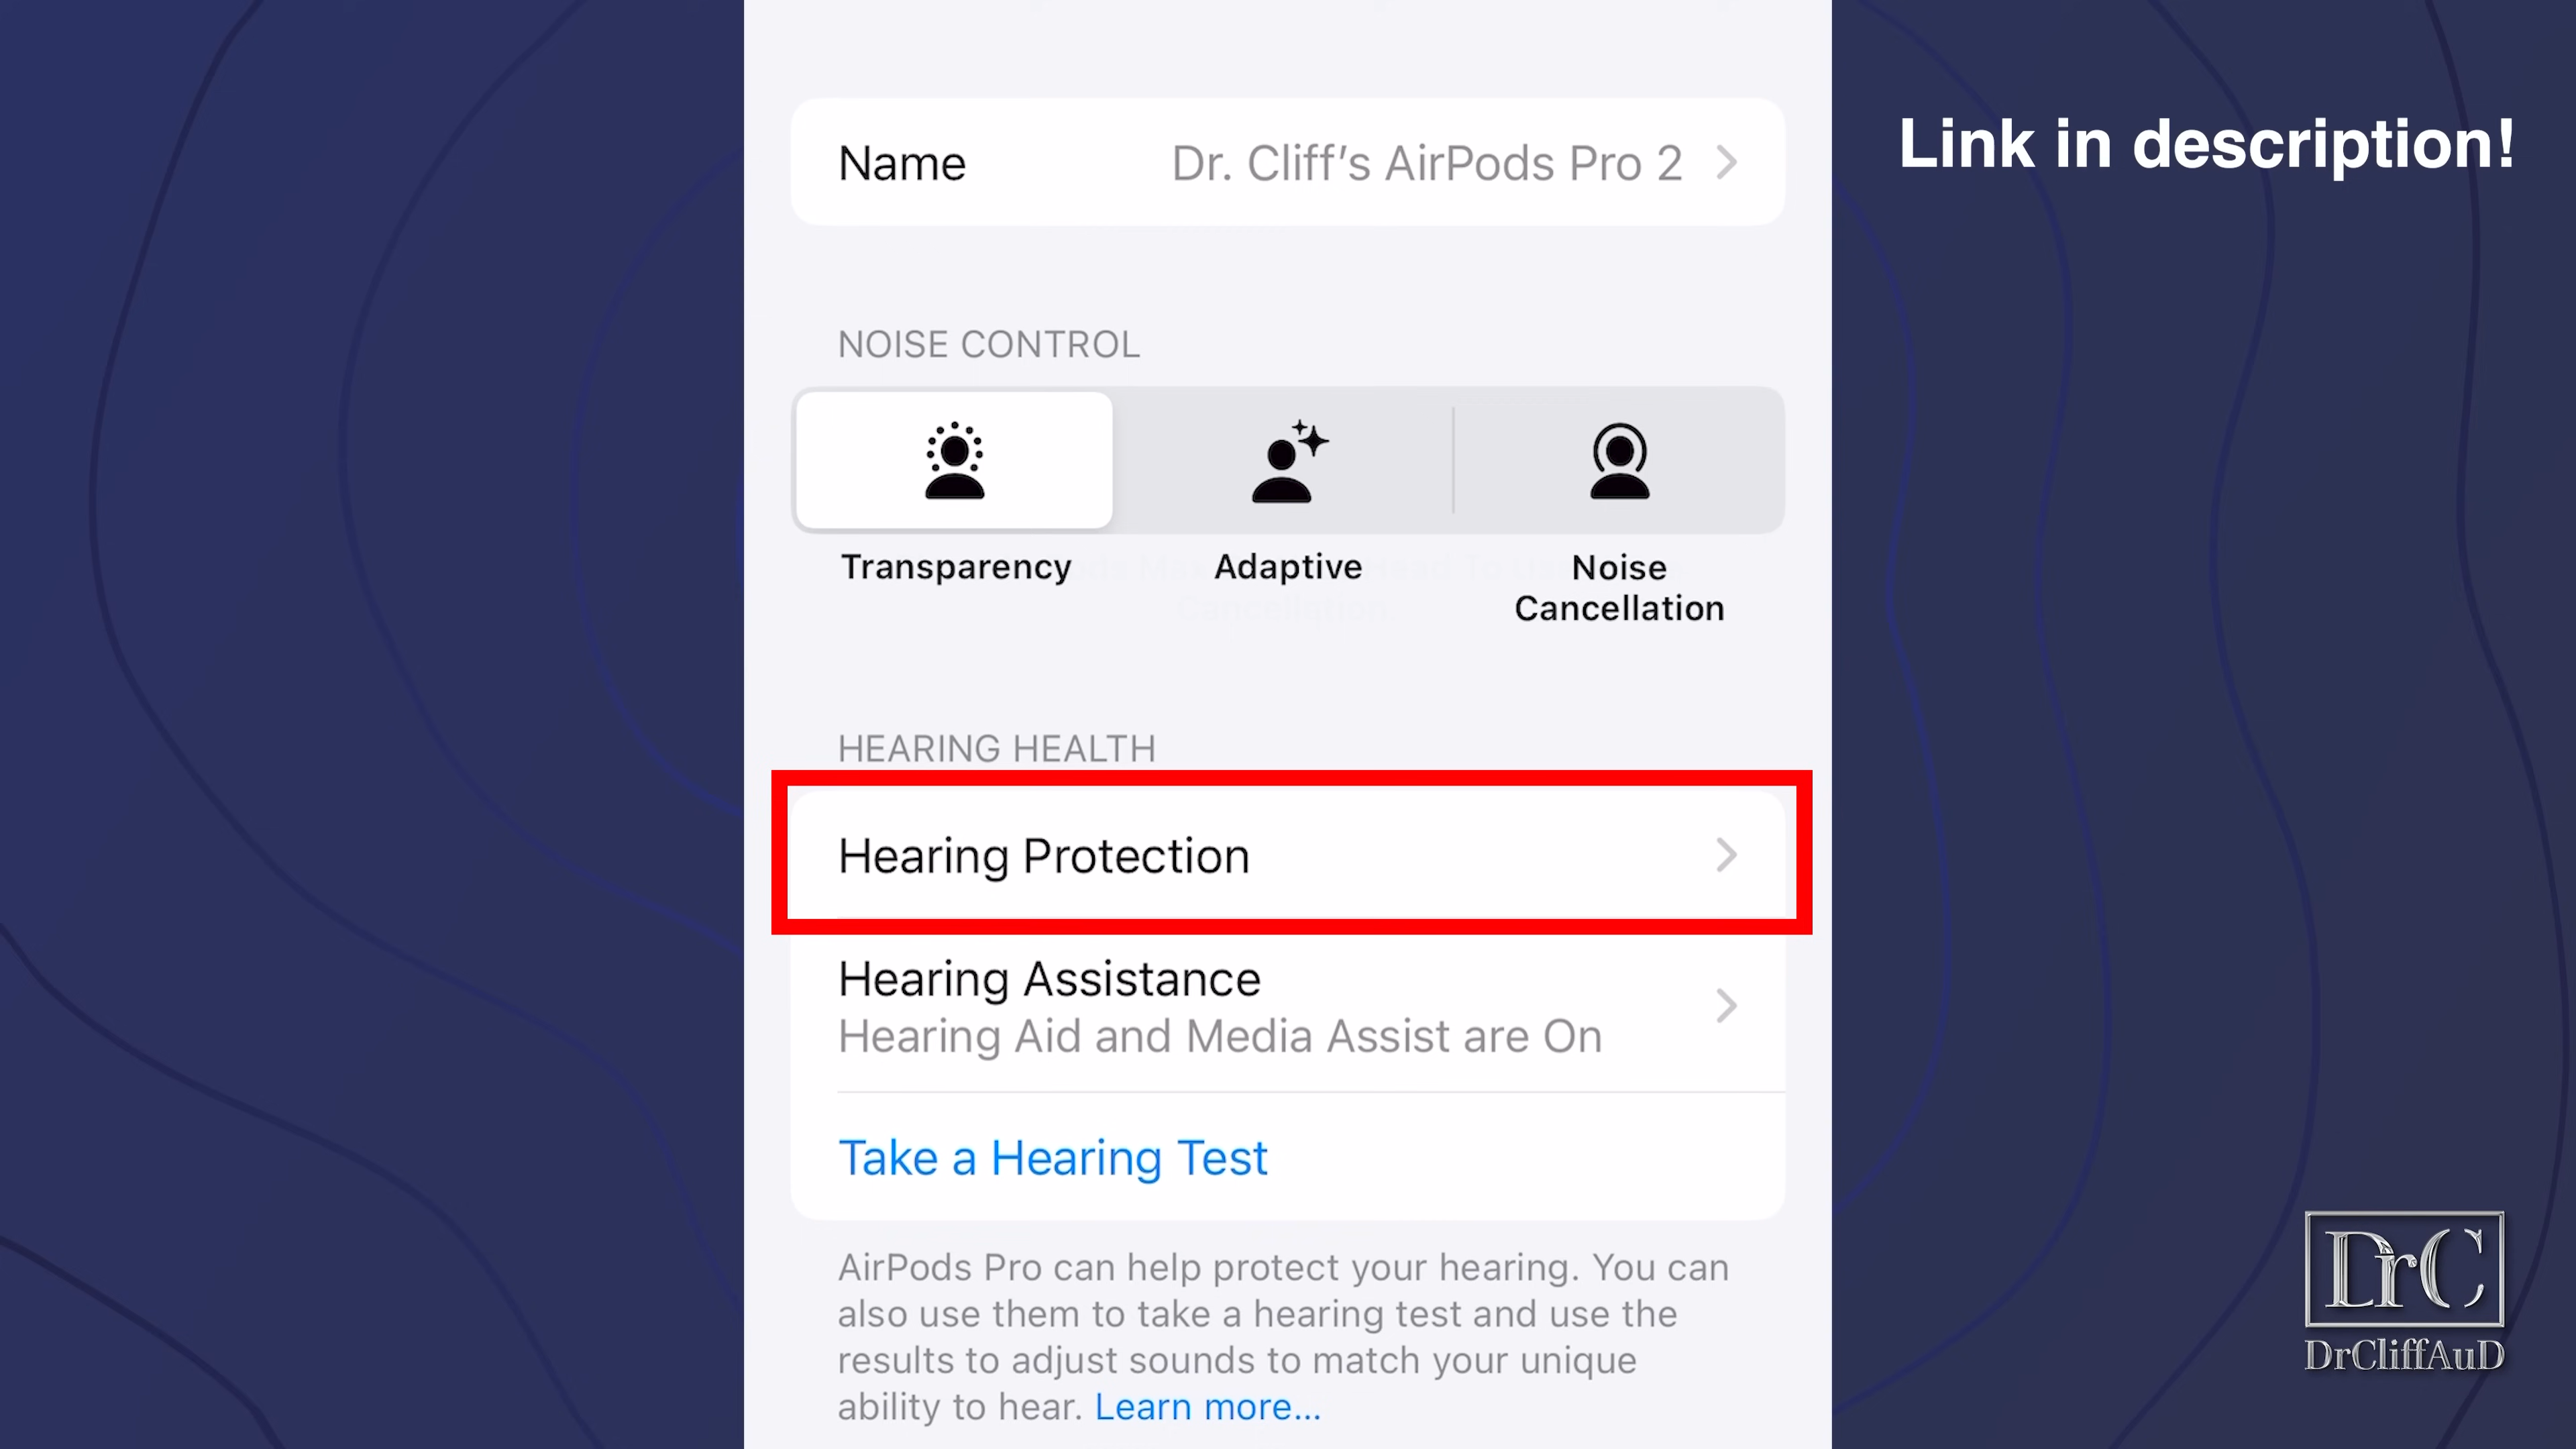 Link in description!
Name Dr. Cliff’s AirPods Pro 2
NOISE CONTROL
Transparency Adaptive Noise
Cancellation
HEARING HEALTH
Hearing Protection
Hearing Assistance
Hearing Aid and Media Assist are On
Take a Hearing Test
AirPods Pro can help protect your hearing. You can
also use them to take a hearing test and use the
results to adjust sounds to match your unique
ability to hear. Learn more...
DrC
DrCliffAuD